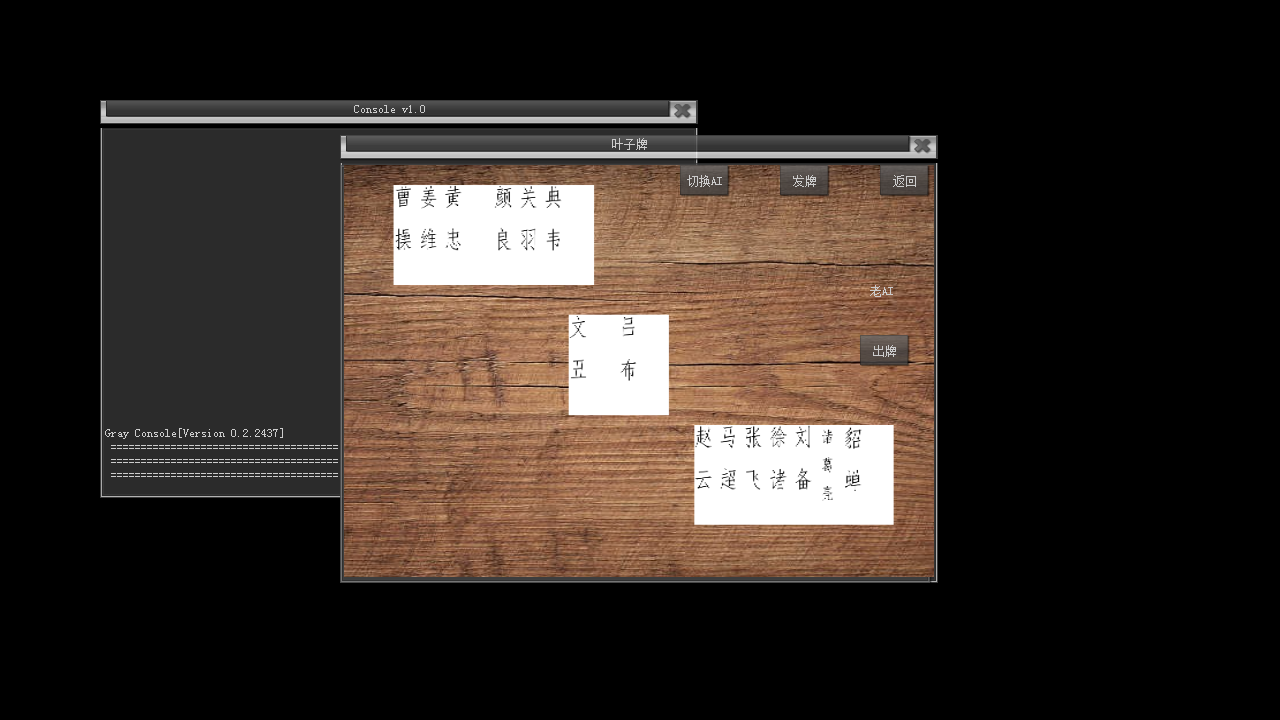 Console v1.0
叶子牌
切换AI 发牌 返回
曹操 姜维 黄忠 颜良 关羽 典韦
老AI
文丑 吕布
出牌
赵云 马超 张飞 徐诸 刘备 诸葛亮 貂蝉
Gray Console[Version 0.2.2437]